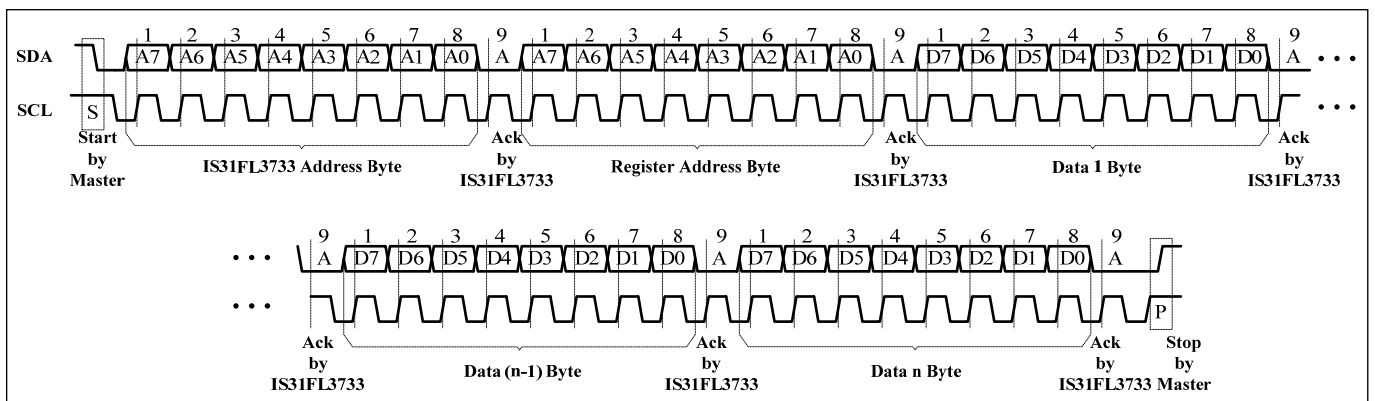 1 2 3 4 5 6 7 8 9 1 2 3 4 5 6 7 8 9 1 2 3 4 5 6 7 8 9
SDA A7 A6 A5 A4 A3 A2 A1 A0 A A7 A6 A5 A4 A3 A2 A1 A0 A D7 D6 D5 D4 D3 D2 D1 D0 A • • •
SCL S • • •
Start by Master
IS31FL3733 Address Byte
Ack by IS31FL3733
Register Address Byte
Ack by IS31FL3733
Data 1 Byte
Ack by IS31FL3733
9 1 2 3 4 5 6 7 8 9 1 2 3 4 5 6 7 8 9
• • • A D7 D6 D5 D4 D3 D2 D1 D0 A D7 D6 D5 D4 D3 D2 D1 D0 A
• • • P
Ack by IS31FL3733
Data (n-1) Byte
Ack by IS31FL3733
Data n Byte
Ack by IS31FL3733
Stop by Master